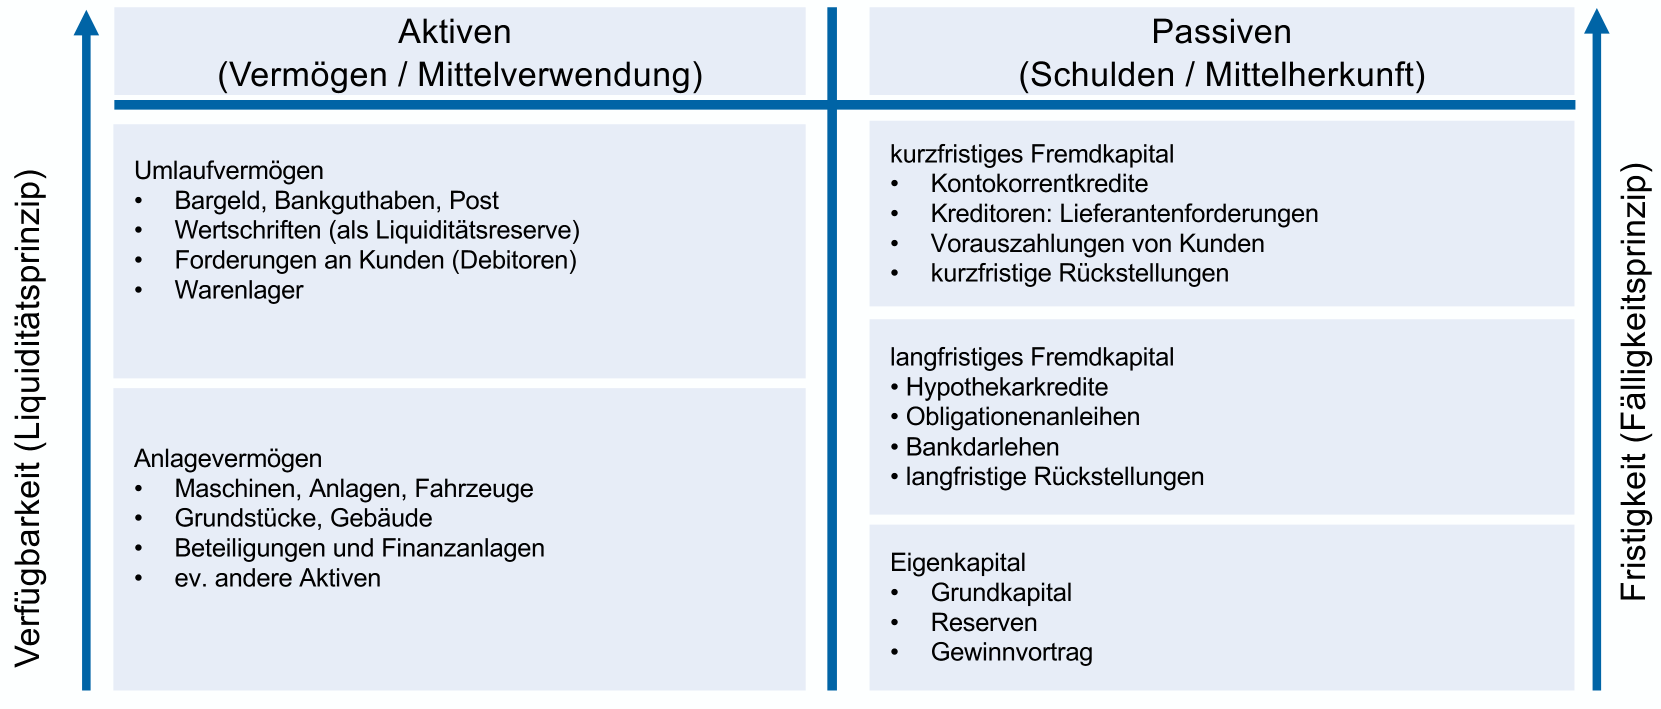 Aktiven
(Vermögen / Mittelverwendung)
Passiven
(Schulden / Mittelherkunft)
Verfügbarkeit (Liquiditätsprinzip)
Umlaufvermögen
• Bargeld, Bankguthaben, Post
• Wertschriften (als Liquiditätsreserve)
• Forderungen an Kunden (Debitoren)
• Warenlager
Anlagevermögen
• Maschinen, Anlagen, Fahrzeuge
• Grundstücke, Gebäude
• Beteiligungen und Finanzanlagen
• ev. andere Aktiven
kurzfristiges Fremdkapital
• Kontokorrentkredite
• Kreditoren: Lieferantenforderungen
• Vorauszahlungen von Kunden
• kurzfristige Rückstellungen
langfristiges Fremdkapital
• Hypothekarkredite
• Obligationenanleihen
• Bankdarlehen
• langfristige Rückstellungen
Eigenkapital
• Grundkapital
• Reserven
• Gewinnvortrag
Fristigkeit (Fälligkeitsprinzip)